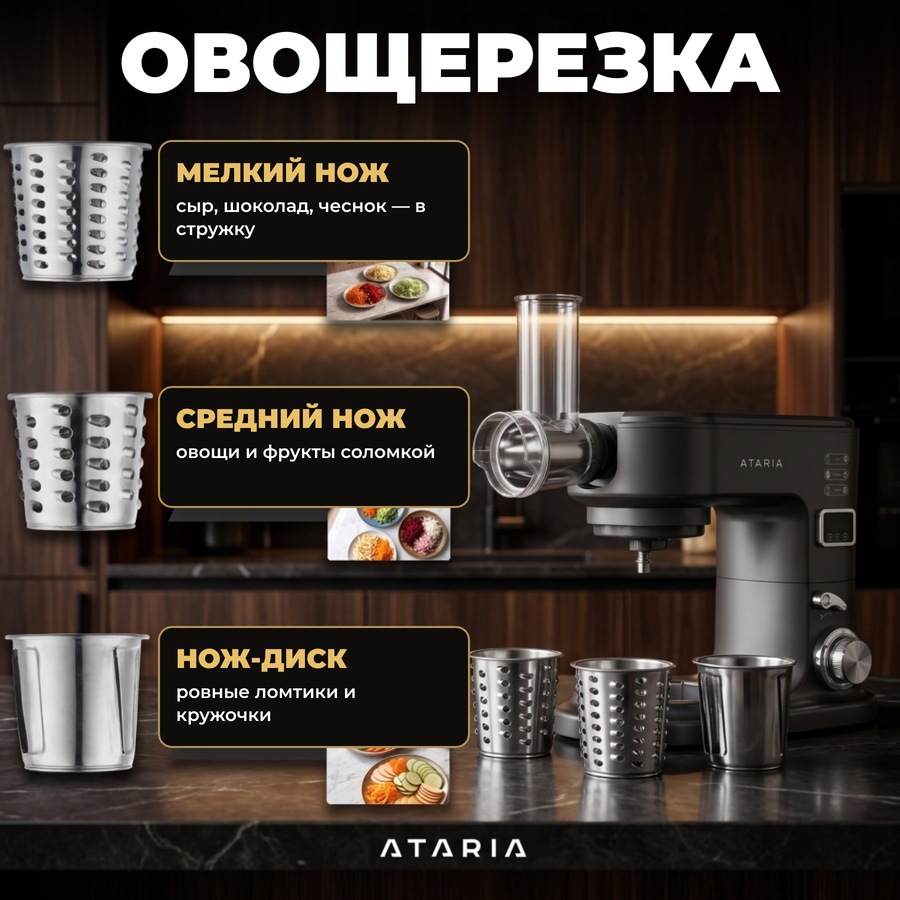 ОВОЩЕРЕЗКА
МЕЛКИЙ НОЖ
сыр, шоколад, чеснок — в
стружку
СРЕДНИЙ НОЖ
овощи и фрукты соломкой
НОЖ-ДИСК
ровные ломтики и
кружочки
ATARIA
ATARIA